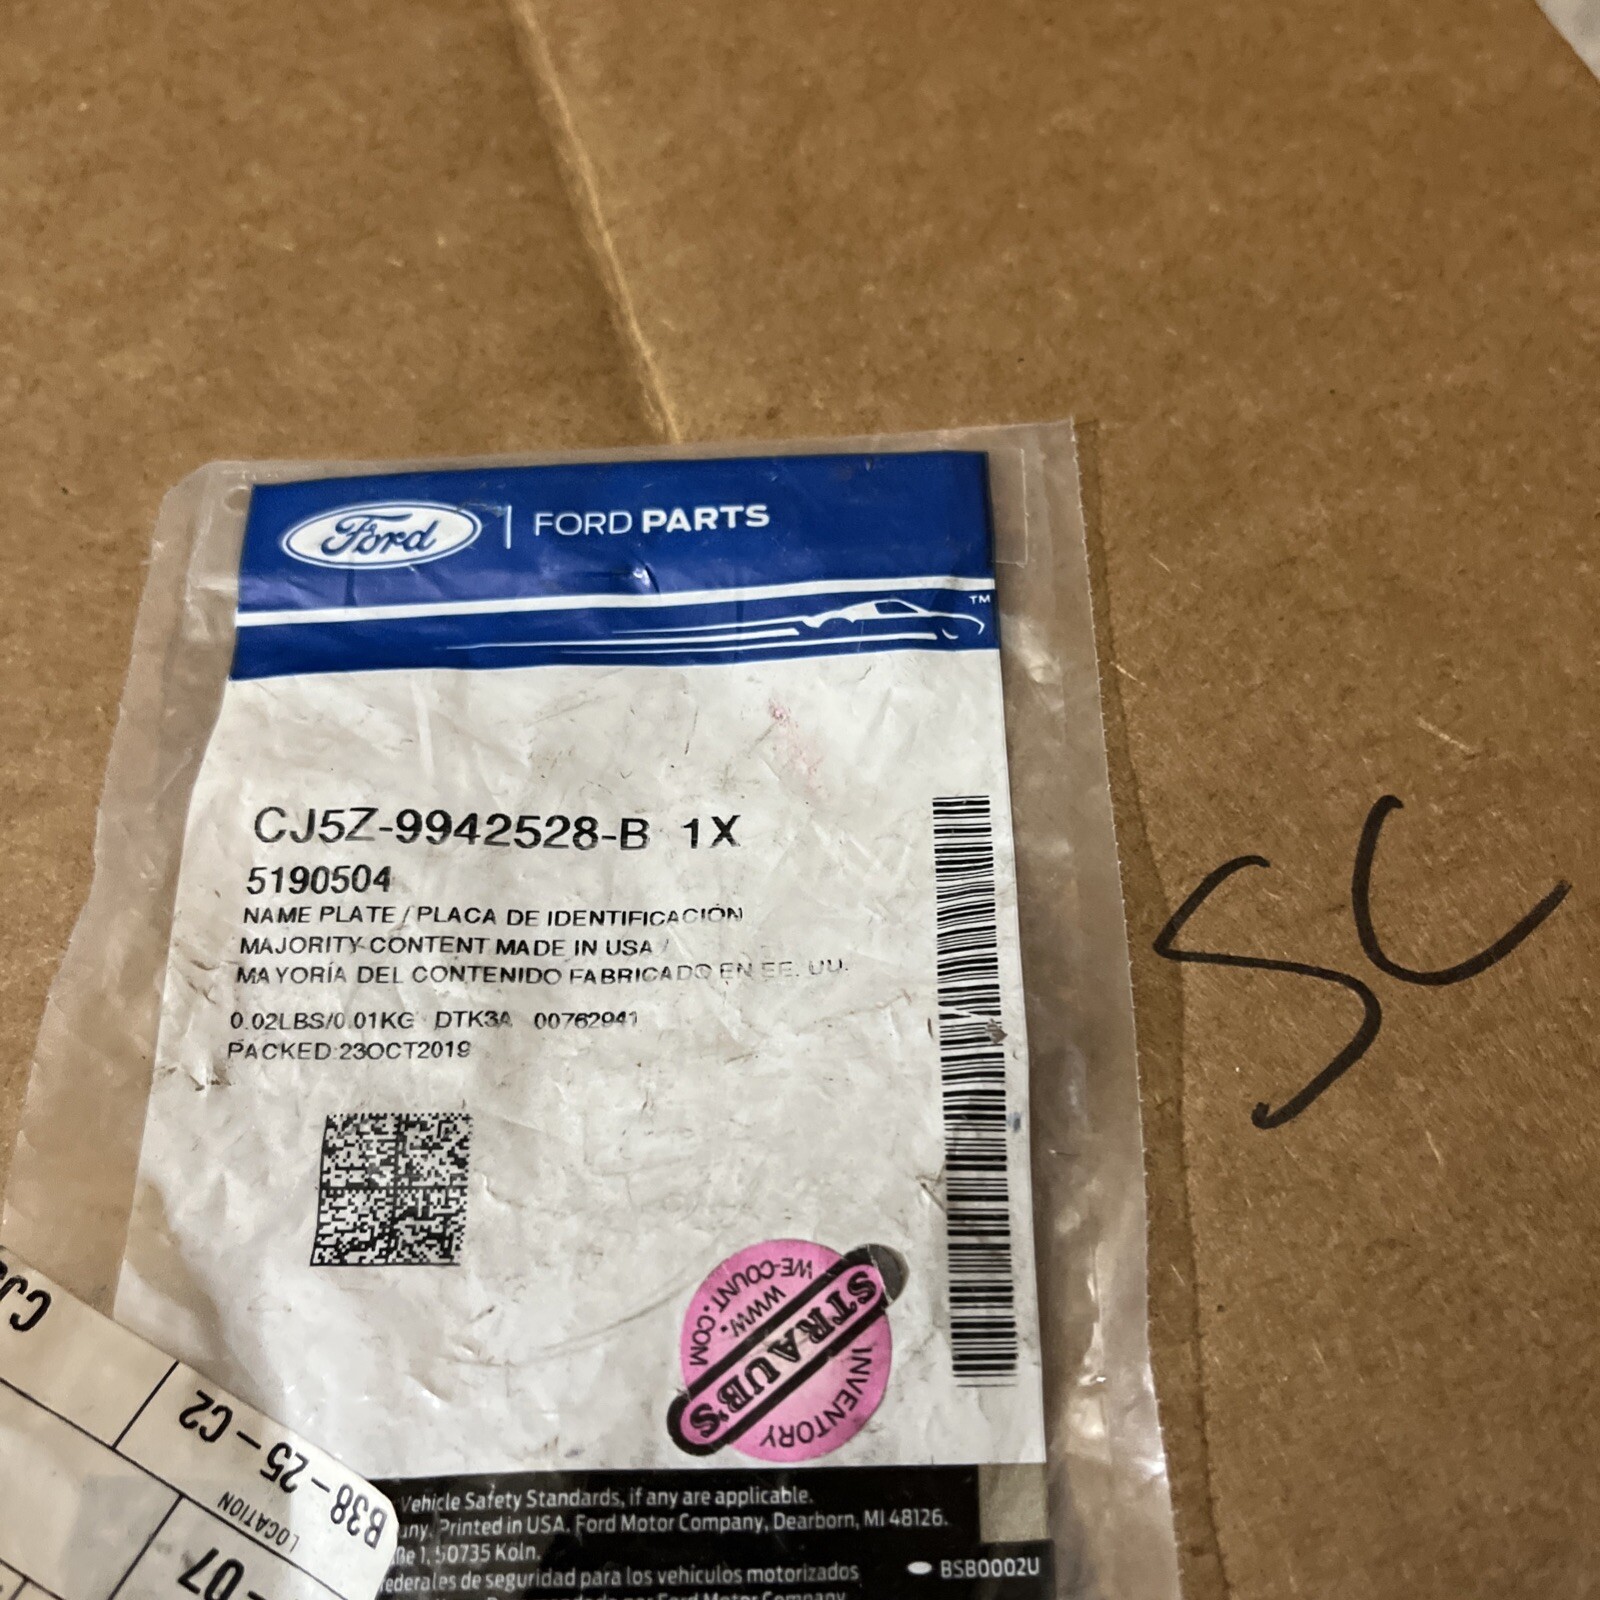 Ford | FORD PARTS
TM
CJ5Z-9942528-B 1X
5190504
NAME PLATE / PLACA DE IDENTIFICACIÓN
MAJORITY CONTENT MADE IN USA /
MAYORÍA DEL CONTENIDO FABRICADO EN EE. UU.
0.02LBS/0.01KG DTK3A 00762941
PACKED:23OCT2019
SC
WE-COUNT.COM
WWW.
STRAUB'S
INVENTORY
B38-25-C2
LOCATION
-07
Vehicle Safety Standards, if any are applicable.
Printed in USA. Ford Motor Company, Dearborn, MI 48126.
1, 50735 Köln.
de seguridad para los vehículos motorizados
BSB0002U